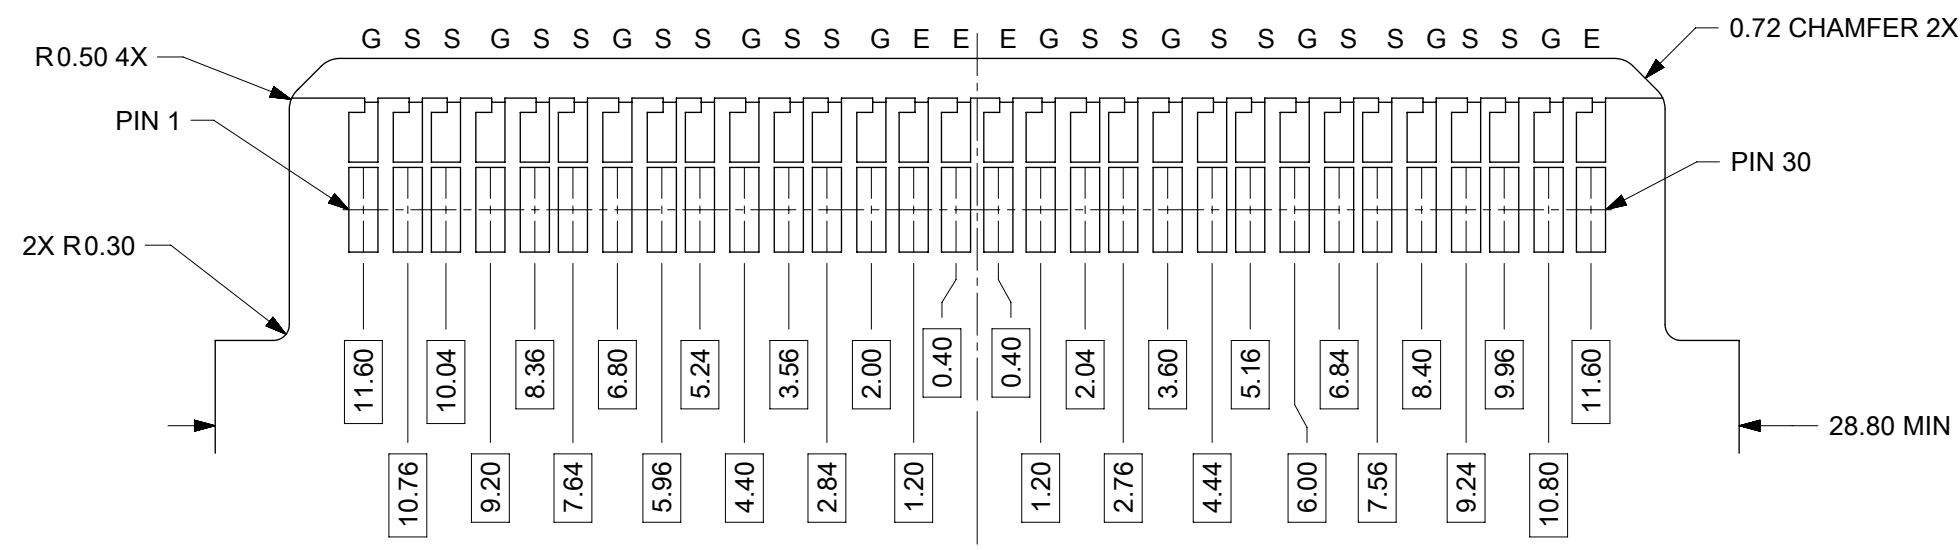 G S S G S S G S S G S S G E E E G S S G S S G S S G S S G E
0.72 CHAMFER 2X
R0.50 4X
PIN 1
PIN 30
2X R0.30
11.60 10.04 8.36 6.80 5.24 3.56 2.00 0.40 0.40 2.04 3.60 5.16 6.84 8.40 9.96 11.60
28.80 MIN
10.76 9.20 7.64 5.96 4.40 2.84 1.20 1.20 2.76 4.44 6.00 7.56 9.24 10.80